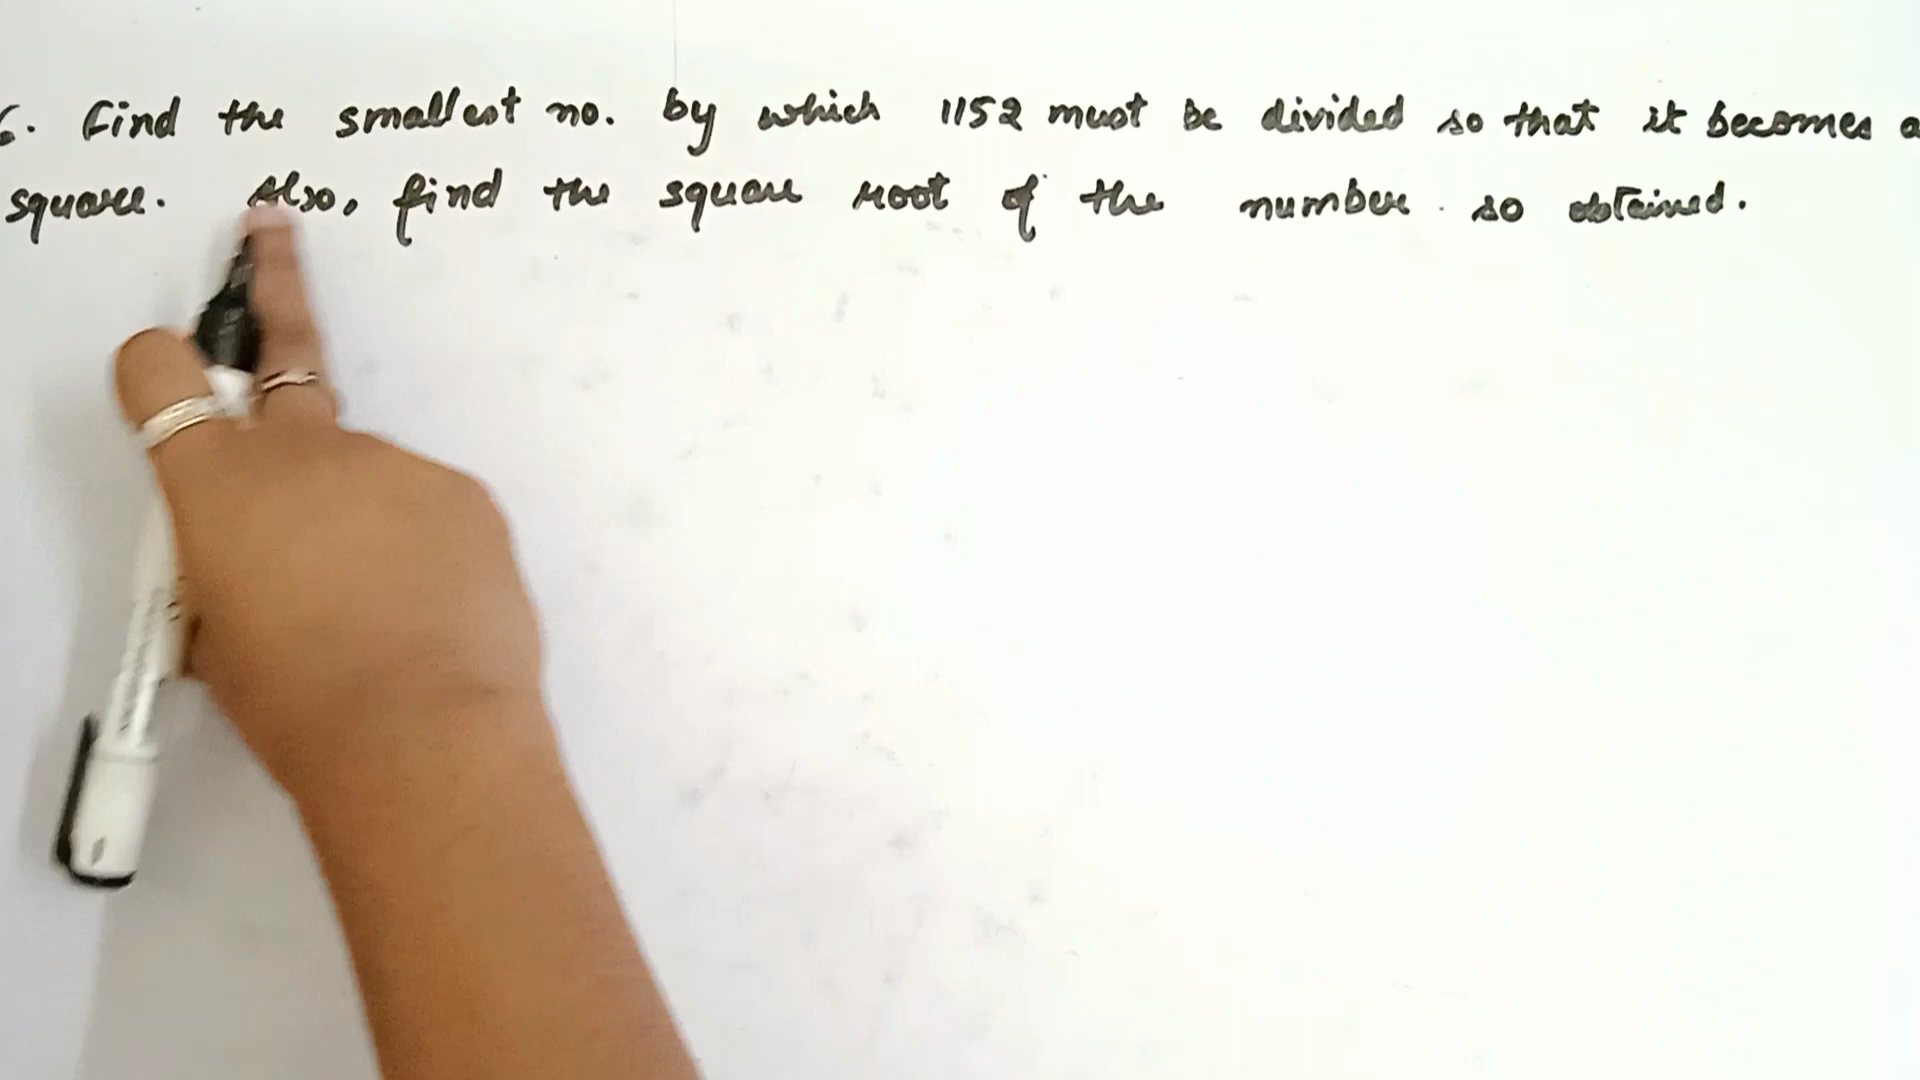 6. Find the smallest no. by which 1152 must be divided so that it becomes a
square. Also, find the square root of the number so obtained.